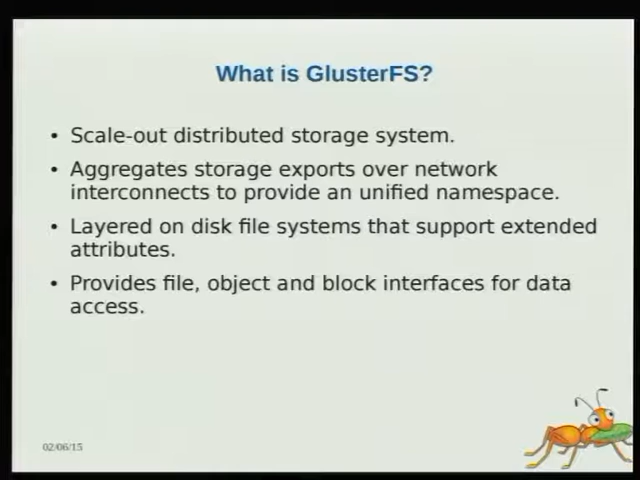 What is GlusterFS?
• Scale-out distributed storage system.
• Aggregates storage exports over network
interconnects to provide an unified namespace.
• Layered on disk file systems that support extended
attributes.
• Provides file, object and block interfaces for data
access.
02/06/15